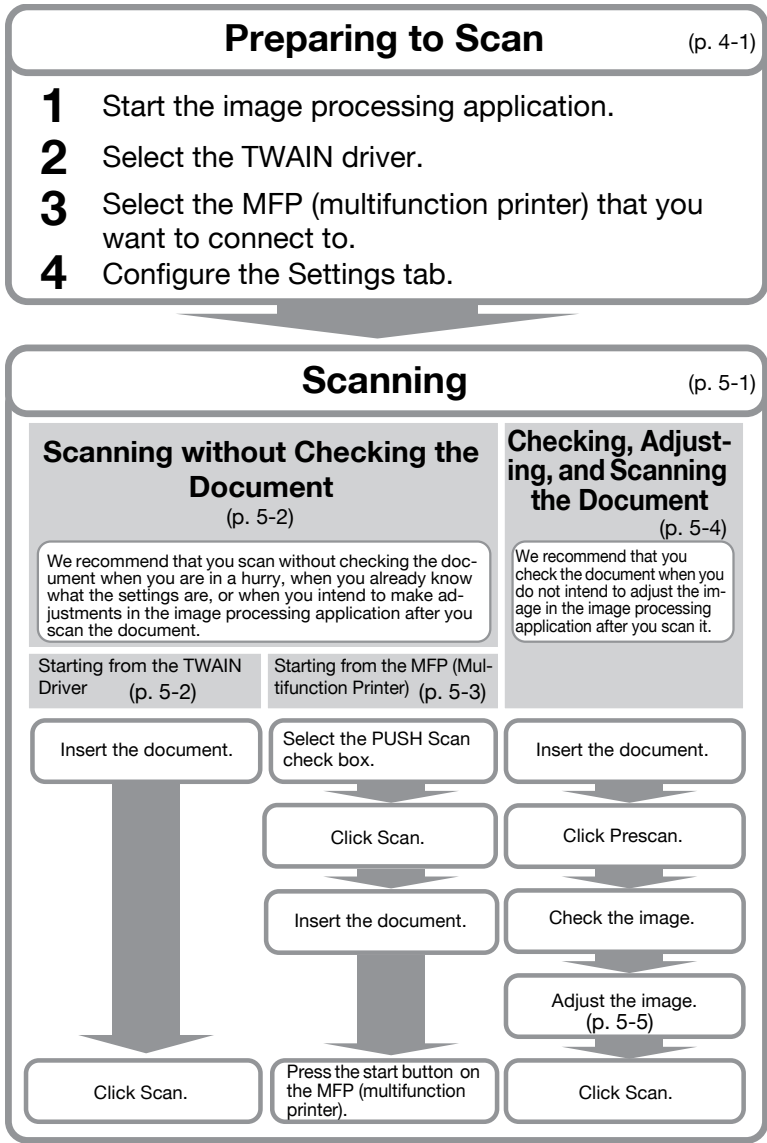 Preparing to Scan (p. 4-1)
1 Start the image processing application.
2 Select the TWAIN driver.
3 Select the MFP (multifunction printer) that you
want to connect to.
4 Configure the Settings tab.
Scanning (p. 5-1)
Scanning without Checking the
Document
(p. 5-2)
We recommend that you scan without checking the doc-
ument when you are in a hurry, when you already know
what the settings are, or when you intend to make ad-
justments in the image processing application after you
scan the document.
Checking, Adjust-
ing, and Scanning
the Document
(p. 5-4)
We recommend that you
check the document when you
do not intend to adjust the im-
age in the image processing
application after you scan it.
Starting from the TWAIN
Driver (p. 5-2)
Starting from the MFP (Mul-
tifunction Printer) (p. 5-3)
Insert the document.
Click Scan.
Select the PUSH Scan
check box.
Click Scan.
Insert the document.
Press the start button on
the MFP (multifunction
printer).
Insert the document.
Click Prescan.
Check the image.
Adjust the image.
(p. 5-5)
Click Scan.